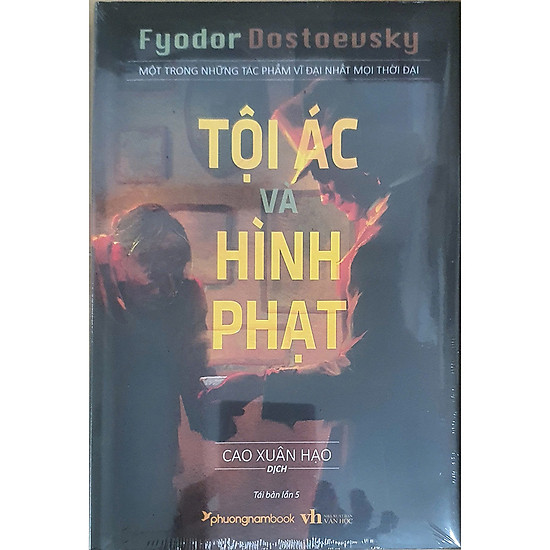 Fyodor Dostoevsky
MỘT TRONG NHỮNG TÁC PHẨM VĨ ĐẠI NHẤT MỌI THỜI ĐẠI
TỘI ÁC
VÀ
HÌNH
PHẠT
CAO XUÂN HẠO
DỊCH
Tái bản lần 5
phuongnambook vh NHÀ XUẤT BẢN
VĂN HỌC